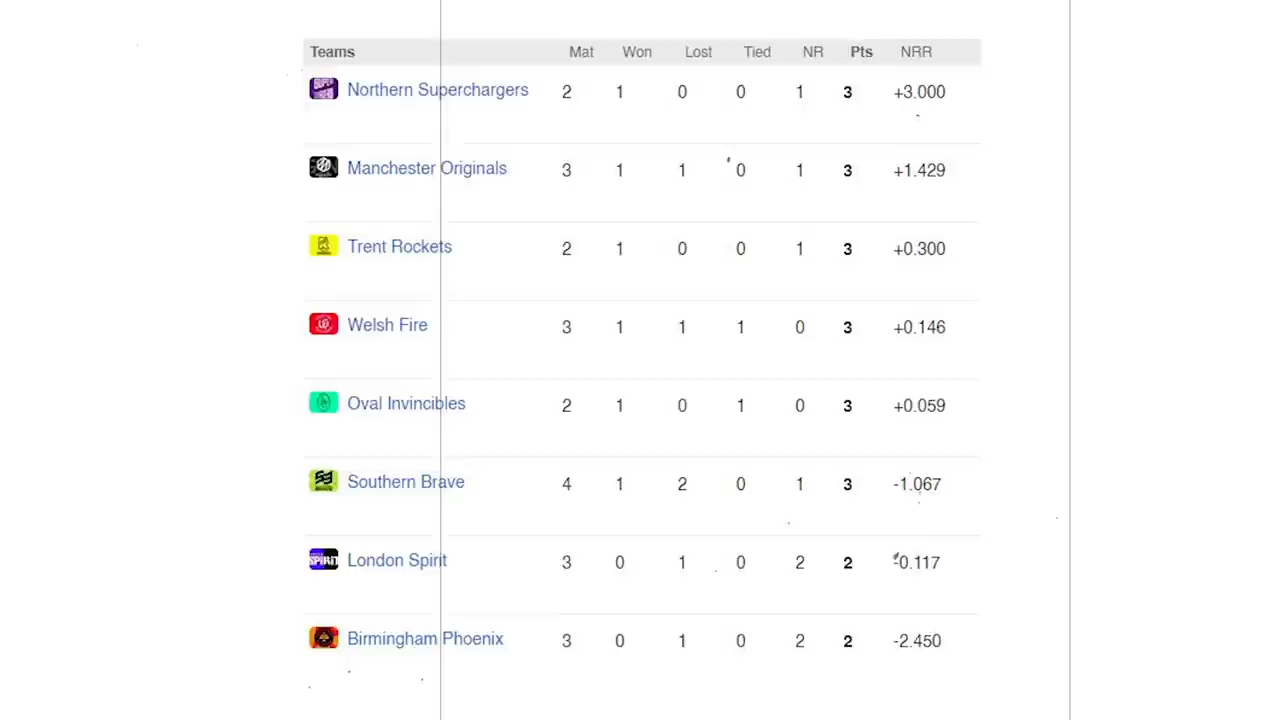 Teams Mat Won Lost Tied NR Pts NRR
Northern Superchargers 2 1 0 0 1 3 +3.000
Manchester Originals 3 1 1 0 1 3 +1.429
Trent Rockets 2 1 0 0 1 3 +0.300
Welsh Fire 3 1 1 1 0 3 +0.146
Oval Invincibles 2 1 0 1 0 3 +0.059
Southern Brave 4 1 2 0 1 3 -1.067
SPIRIT London Spirit 3 0 1 0 2 2 -0.117
Birmingham Phoenix 3 0 1 0 2 2 -2.450